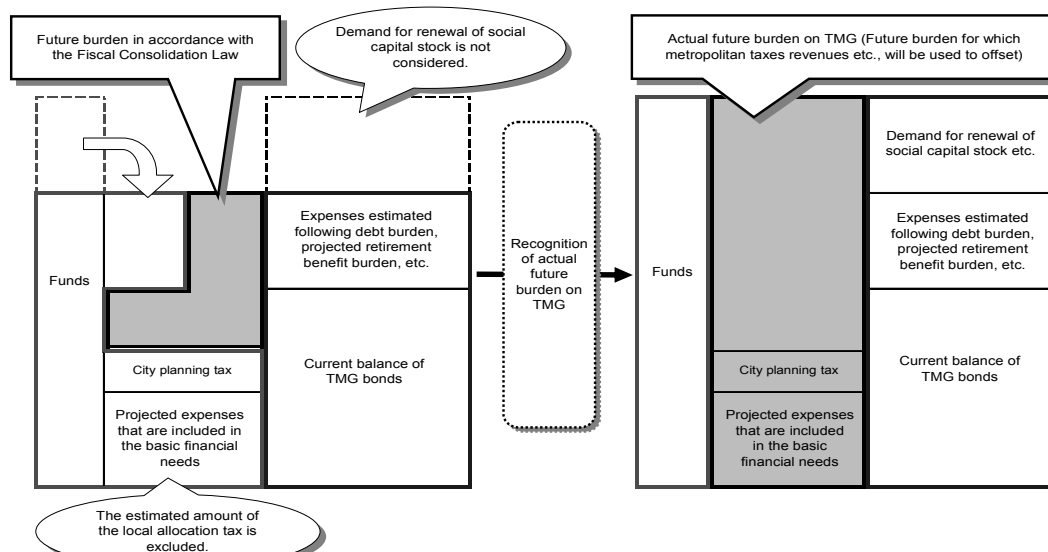 Future burden in accordance with
the Fiscal Consolidation Law
Demand for renewal of social
capital stock is not
considered.
Funds
Expenses estimated
following debt burden,
projected retirement
benefit burden, etc.
City planning tax
Current balance of
TMG bonds
Projected expenses
that are included in
the basic financial
needs
The estimated amount of
the local allocation tax is
excluded.
Recognition
of actual
future
burden on
TMG
Actual future burden on TMG (Future burden for which
metropolitan taxes revenues etc., will be used to offset)
Demand for renewal of
social capital stock etc.
Funds
Expenses estimated
following debt burden,
projected retirement
benefit burden, etc.
City planning tax
Current balance of
TMG bonds
Projected expenses
that are included
in the basic
financial needs